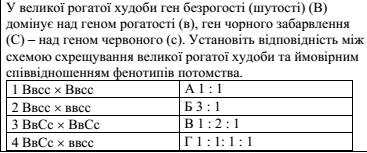 У великої рогатої худоби ген безрогості (шутості) (В)
домінує над геном рогатості (в), ген чорного забарвлення
(С) – над геном червоного (с). Установіть відповідність між
схемою схрещування великої рогатої худоби та ймовірним
співвідношенням фенотипів потомства.
1 Ввсс × Ввсс А 1 : 1
2 Ввсс × ввсс Б 3 : 1
3 ВвСс × ВвСс В 1 : 2 : 1
4 ВвСс × ввсс Г 1 : 1: 1 : 1